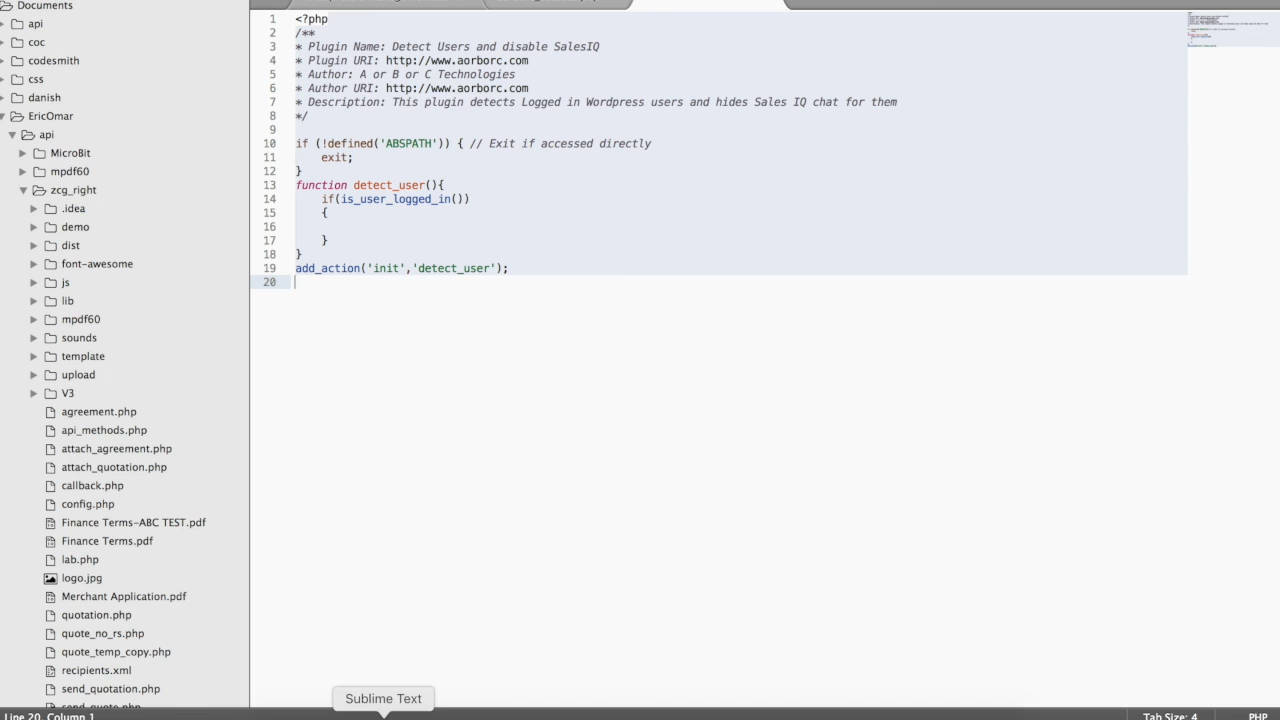 Documents
api
coc
codesmith
css
danish
EricOmar
api
MicroBit
mpdf60
zcg_right
.idea
demo
dist
font-awesome
js
lib
mpdf60
sounds
template
upload
V3
agreement.php
api_methods.php
attach_agreement.php
attach_quotation.php
callback.php
config.php
Finance Terms-ABC TEST.pdf
Finance Terms.pdf
lab.php
logo.jpg
Merchant Application.pdf
quotation.php
quote_no_rs.php
quote_temp_copy.php
recipients.xml
send_quotation.php
1 <?php
2 /**
3 * Plugin Name: Detect Users and disable SalesIQ
4 * Plugin URI: http://www.aorborc.com
5 * Author: A or B or C Technologies
6 * Author URI: http://www.aorborc.com
7 * Description: This plugin detects Logged in Wordpress users and hides Sales IQ chat for them
8 */
9
10 if (!defined('ABSPATH')) { // Exit if accessed directly
11 exit;
12 }
13 function detect_user(){
14 if(is_user_logged_in())
15 {
16
17 }
18 }
19 add_action('init','detect_user');
20
Sublime Text
Line 20, Column 1
Tab Size: 4
PHP